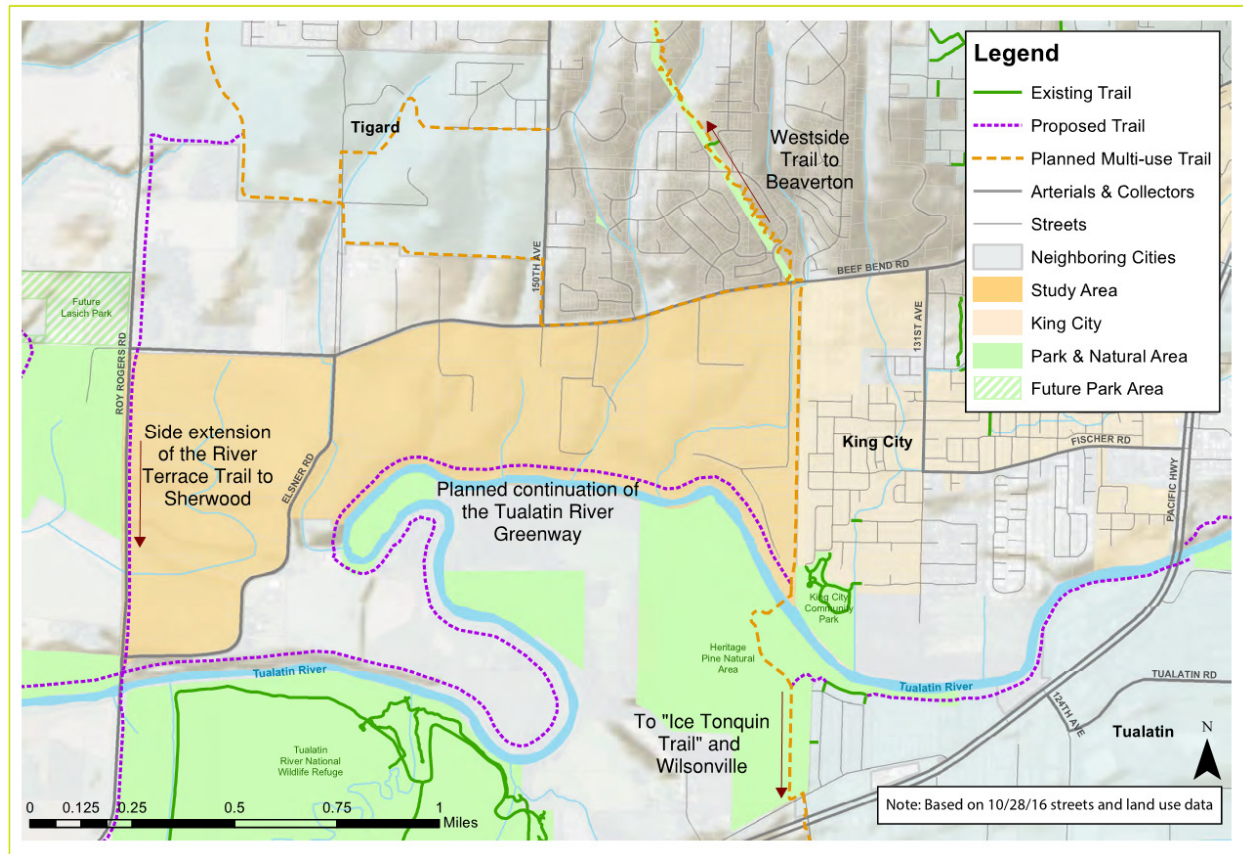 Legend
Existing Trail
Proposed Trail
Planned Multi-use Trail
Arterials & Collectors
Streets
Neighboring Cities
Study Area
King City
Park & Natural Area
Future Park Area
Tigard
Westside
Trail to
Beaverton
150TH AVE
BEEF BEND RD
131ST AVE
Future
Lasich Park
ROY ROGERS RD
Side extension
of the River
Terrace Trail to
Sherwood
ELSNER RD
King City
FISCHER RD
PACIFIC HWY
Planned continuation of
the Tualatin River
Greenway
King City
Community
Park
Heritage
Pine Natural
Area
Tualatin River
Tualatin River
TUALATIN RD
124TH AVE
Tualatin
To "Ice Tonquin
Trail" and
Wilsonville
Tualatin
River National
Wildlife Refuge
N
0 0.125 0.25 0.5 0.75 1
Miles
Note: Based on 10/28/16 streets and land use data